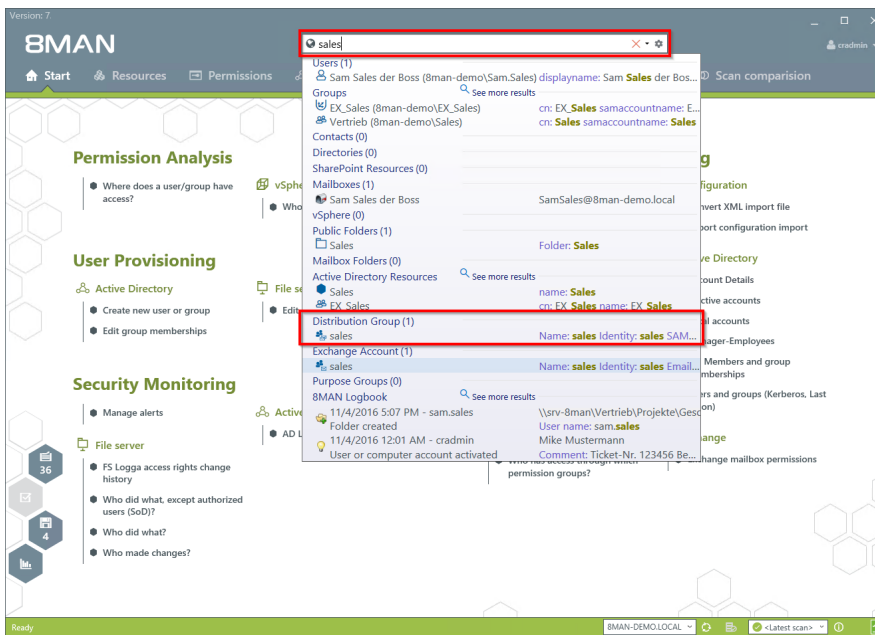 Version: 7
8MAN
sales
cradmin
Start
Resources
Permissions
Scan comparision
Users (1)
Sam Sales der Boss (8man-demo\Sam.Sales) displayname: Sam Sales der Bos...
Groups See more results
EX_Sales (8man-demo\EX_Sales) cn: EX_Sales samaccountname: E...
Vertrieb (8man-demo\Sales) cn: Sales samaccountname: Sales
Contacts (0)
Directories (0)
SharePoint Resources (0)
Mailboxes (1)
Sam Sales der Boss SamSales@8man-demo.local
vSphere (0)
Public Folders (1)
Sales Folder: Sales
Mailbox Folders (0)
Active Directory Resources See more results
Sales name: Sales
EX_Sales cn: EX_Sales name: EX_Sales
Distribution Group (1)
sales Name: sales Identity: sales SAM...
Exchange Account (1)
sales Name: sales Identity: sales Email...
Purpose Groups (0)
8MAN Logbook See more results
11/4/2016 5:07 PM - sam.sales \\srv-8man\Vertrieb\Projekte\Gesc
Folder created User name: sam.sales
11/4/2016 12:01 AM - cradmin Mike Mustermann
User or computer account activated Comment: Ticket-Nr. 123456 Be...
Permission Analysis
Where does a user/group have
access?
vSphe
Who
User Provisioning
Active Directory
Create new user or group
Edit group memberships
File se
Edit
Security Monitoring
Manage alerts
File server
FS Logga access rights change
history
Who did what, except authorized
users (SoD)?
Who did what?
Who made changes?
Active
AD L
Who has access through which
permission groups?
g
figuration
nvert XML import file
port configuration import
ve Directory
count Details
ctive accounts
al accounts
nager-Employees
Members and group
mberships
ers and groups (Kerberos, Last
on)
ange
change mailbox permissions
36
4
Ready
8MAN-DEMO.LOCAL
<Latest scan>